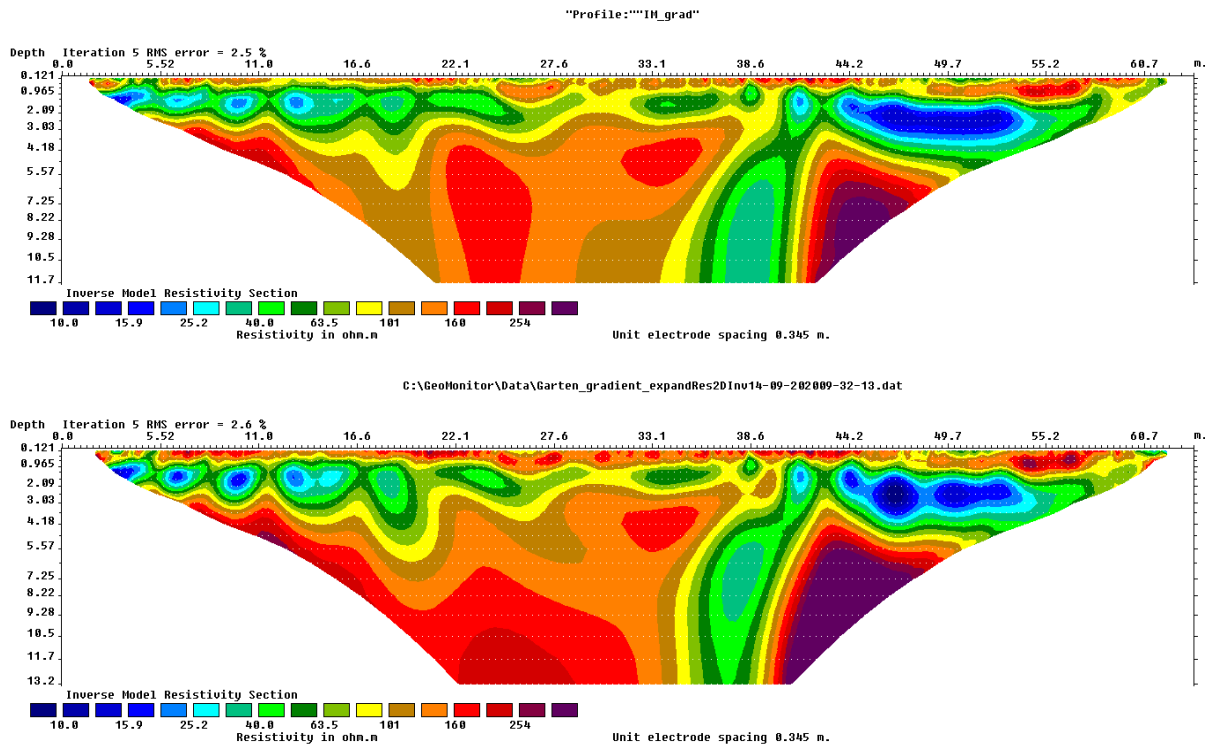 "Profile:""IM_grad"
Depth Iteration 5 RMS error = 2.5 %
0.0 5.52 11.0 16.6 22.1 27.6 33.1 38.6 44.2 49.7 55.2 60.7 m.
0.121
0.965
2.09
3.03
4.18
5.57
7.25
8.22
9.28
10.5
11.7
Inverse Model Resistivity Section
10.0 15.9 25.2 40.0 63.5 101 160 254
Resistivity in ohm.m Unit electrode spacing 0.345 m.
C:\GeoMonitor\Data\Garten_gradient_expandRes2DInv14-09-202009-32-13.dat
Depth Iteration 5 RMS error = 2.6 %
0.0 5.52 11.0 16.6 22.1 27.6 33.1 38.6 44.2 49.7 55.2 60.7 m.
0.121
0.965
2.09
3.03
4.18
5.57
7.25
8.22
9.28
10.5
11.7
13.2
Inverse Model Resistivity Section
10.0 15.9 25.2 40.0 63.5 101 160 254
Resistivity in ohm.m Unit electrode spacing 0.345 m.